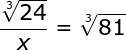 ∛24 / x = ∛81